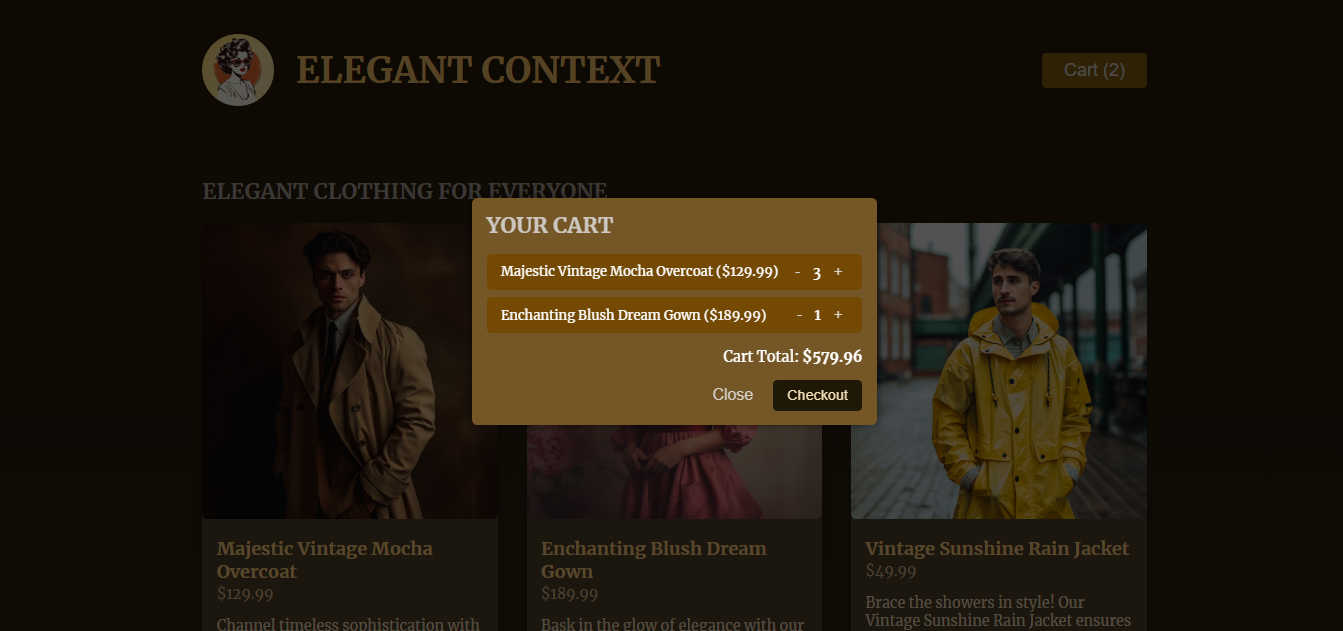 ELEGANT CONTEXT
Cart (2)
ELEGANT CLOTHING FOR EVERYONE
YOUR CART
Majestic Vintage Mocha Overcoat ($129.99) - 3 +
Enchanting Blush Dream Gown ($189.99) - 1 +
Cart Total: $579.96
Close Checkout
Majestic Vintage Mocha
Overcoat
$129.99
Channel timeless sophistication with
Enchanting Blush Dream
Gown
$189.99
Bask in the glow of elegance with our
Vintage Sunshine Rain Jacket
$49.99
Brace the showers in style! Our
Vintage Sunshine Rain Jacket ensures